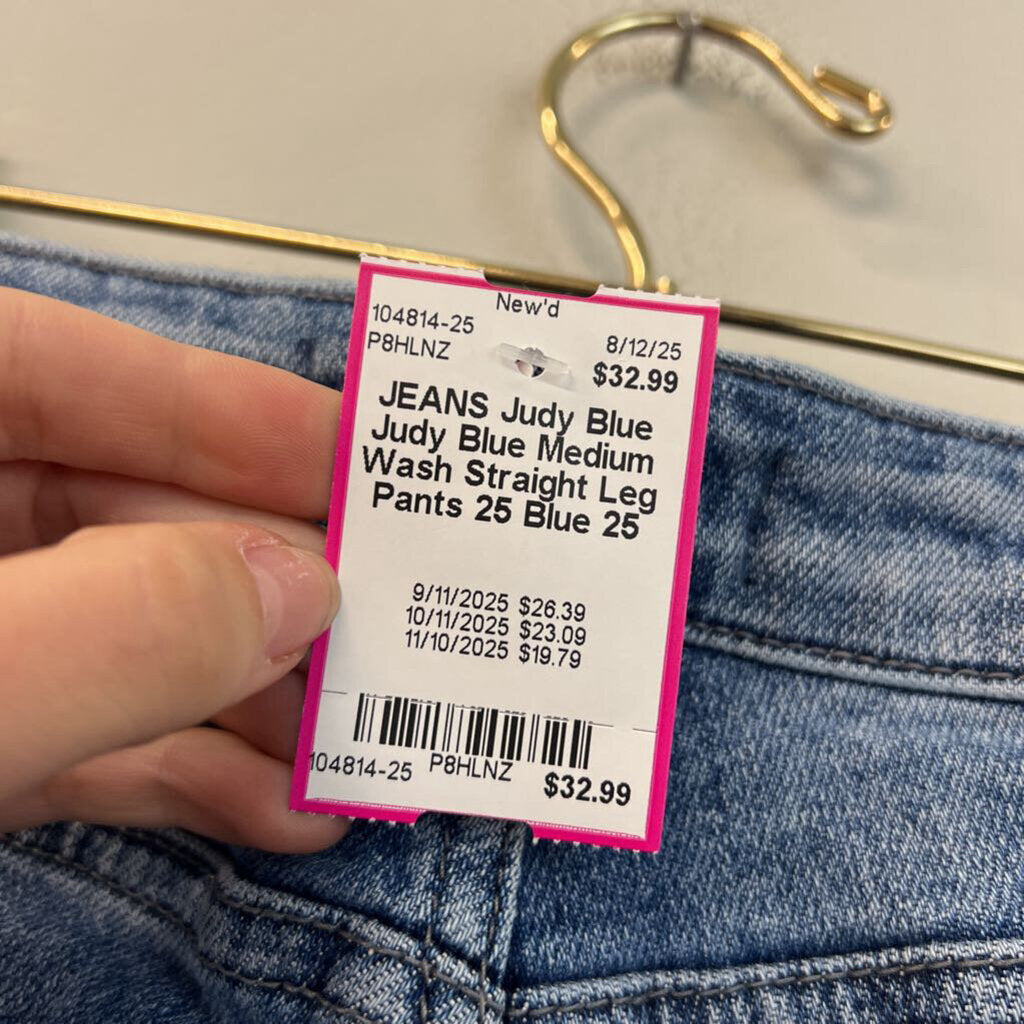 New'd
104814-25
P8HLNZ
8/12/25
$32.99
JEANS Judy Blue
Judy Blue Medium
Wash Straight Leg
Pants 25 Blue 25
9/11/2025 $26.39
10/11/2025 $23.09
11/10/2025 $19.79
104814-25 P8HLNZ $32.99